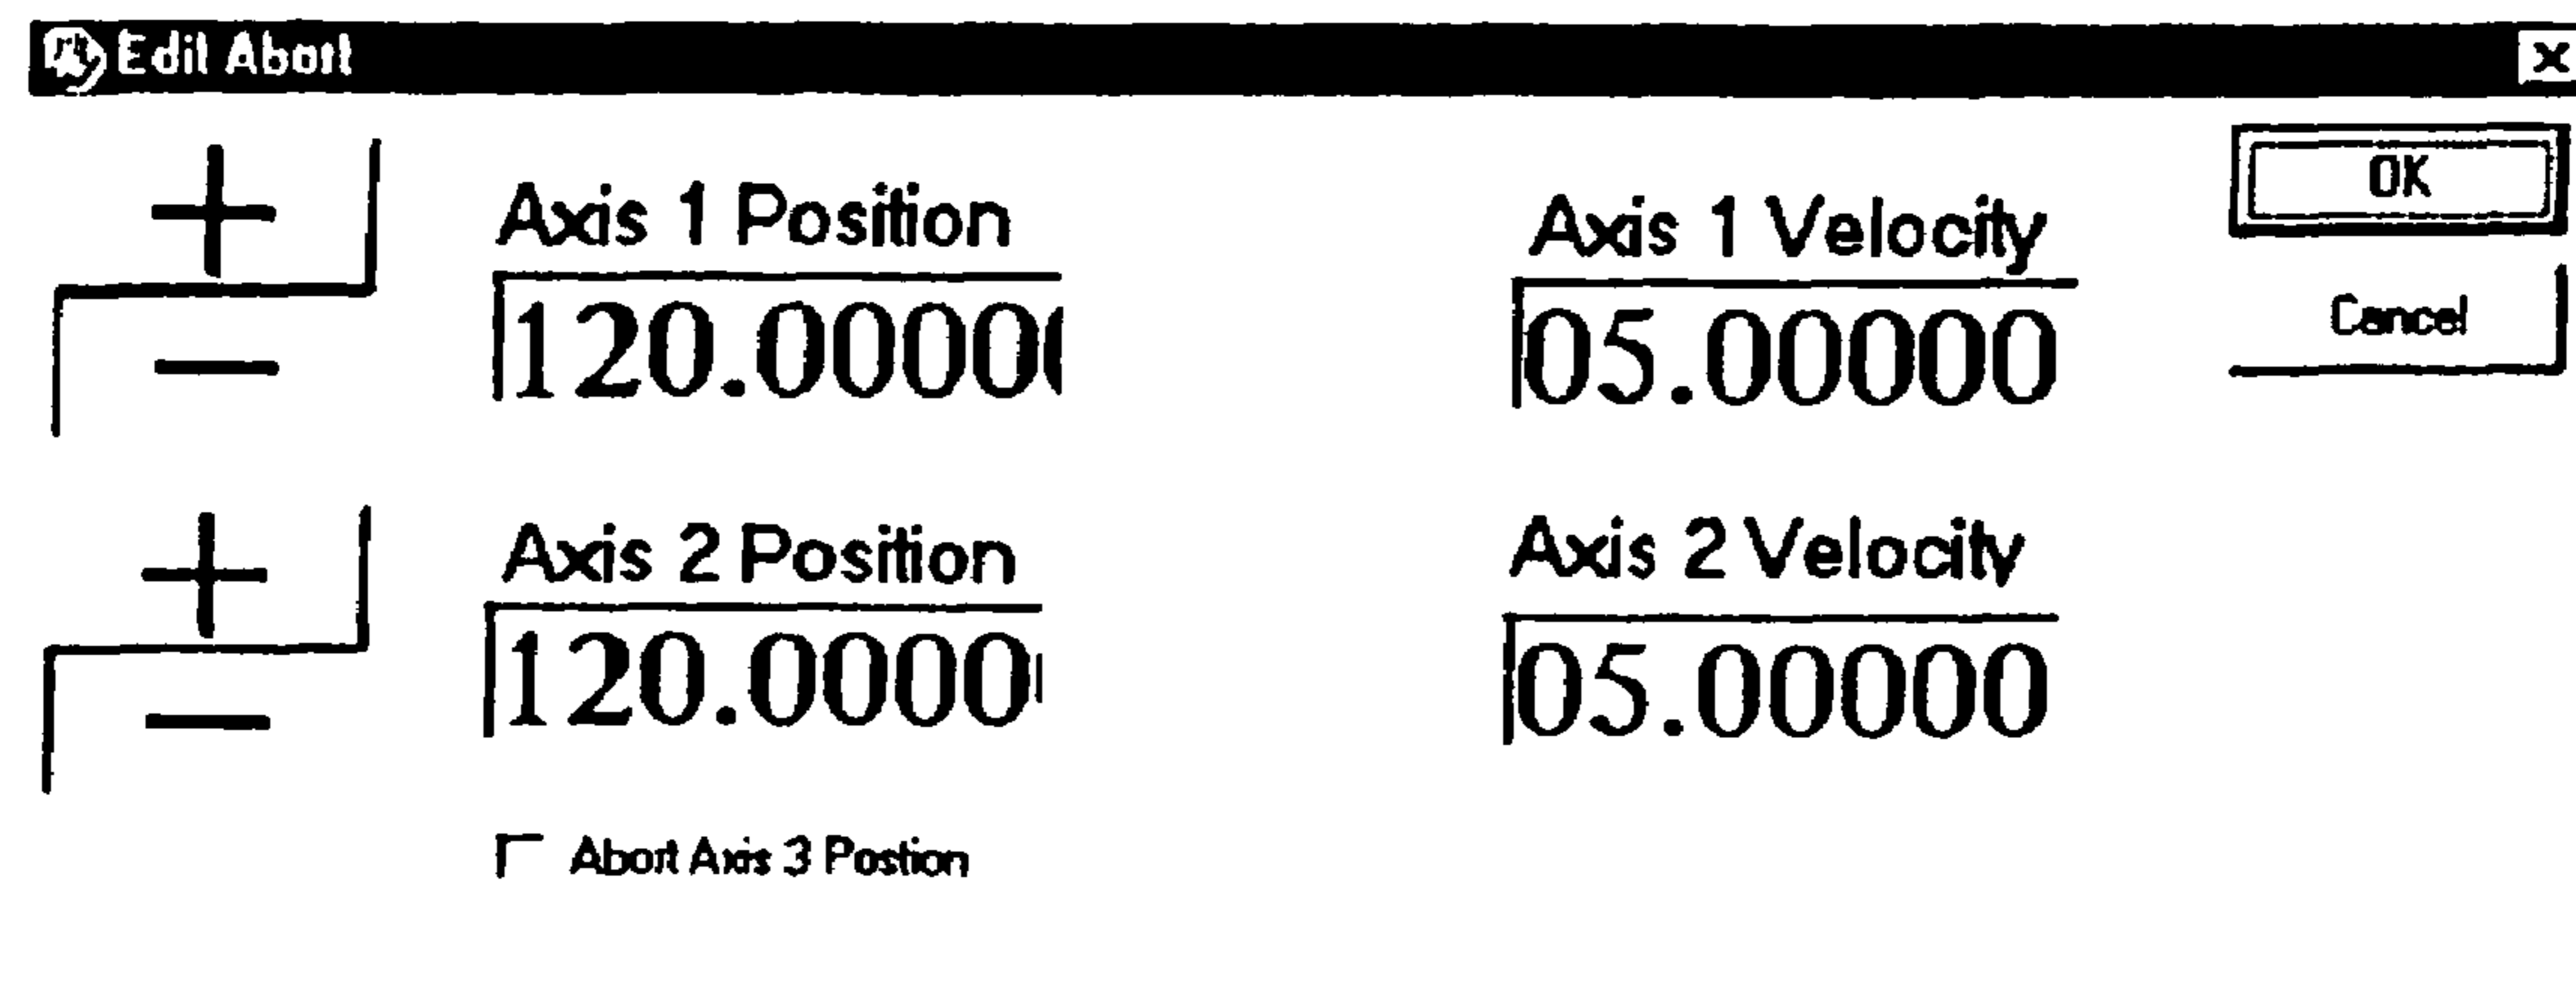 Edit Abort
Axis 1 Position
Axis 1 Velocity
OK
120.0000
05.00000
Cancel
Axis 2 Position
Axis 2 Velocity
120.0000
05.00000
Abort Axis 3 Postion